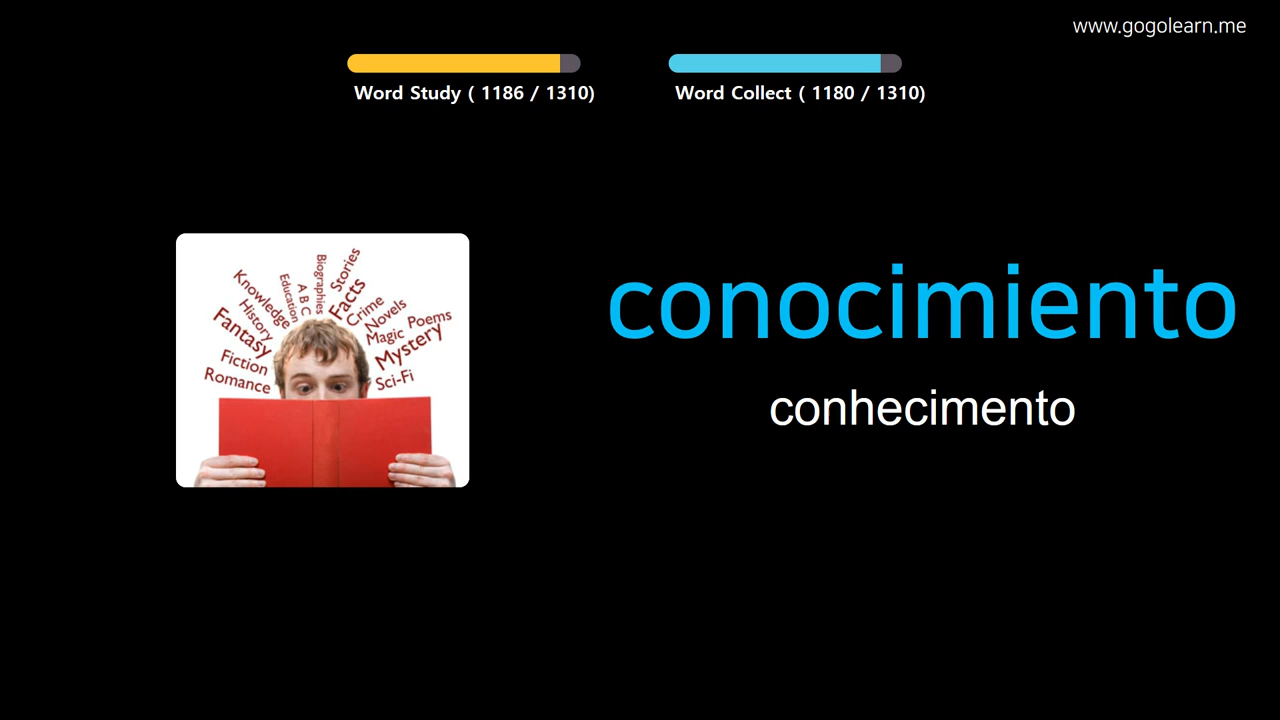 www.gogolearn.me
Word Study ( 1186 / 1310)
Word Collect ( 1180 / 1310)
Stories
Biographies
Facts
A B C
Education
Knowledge
Crime
Novels
History
Poems
Magic
Fantasy
Mystery
Fiction
Sci-Fi
Romance
conocimiento
conhecimento